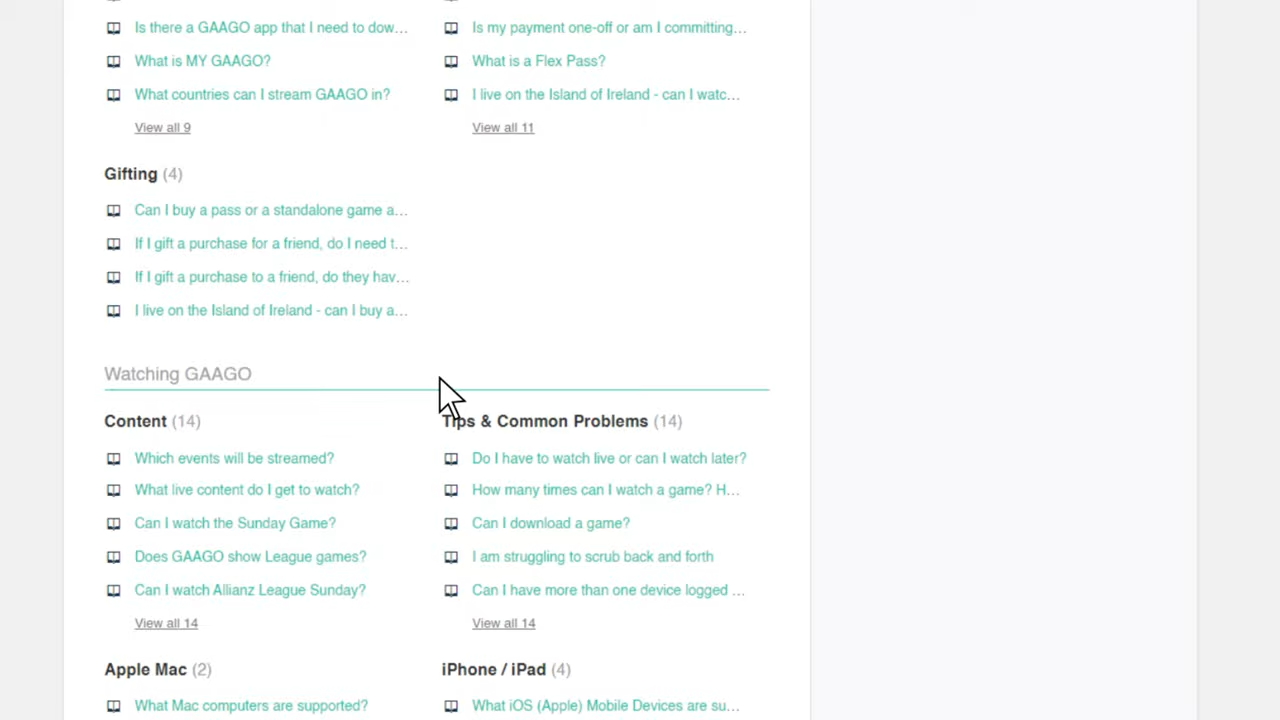 Is there a GAAGO app that I need to dow...
What is MY GAAGO?
What countries can I stream GAAGO in?
View all 9
Is my payment one-off or am I committing...
What is a Flex Pass?
I live on the Island of Ireland - can I watc...
View all 11
Gifting (4)
Can I buy a pass or a standalone game a...
If I gift a purchase for a friend, do I need t...
If I gift a purchase to a friend, do they hav...
I live on the Island of Ireland - can I buy a...
Watching GAAGO
Content (14)
Which events will be streamed?
What live content do I get to watch?
Can I watch the Sunday Game?
Does GAAGO show League games?
Can I watch Allianz League Sunday?
View all 14
Tips & Common Problems (14)
Do I have to watch live or can I watch later?
How many times can I watch a game? H...
Can I download a game?
I am struggling to scrub back and forth
Can I have more than one device logged ...
View all 14
Apple Mac (2)
What Mac computers are supported?
iPhone / iPad (4)
What iOS (Apple) Mobile Devices are su...